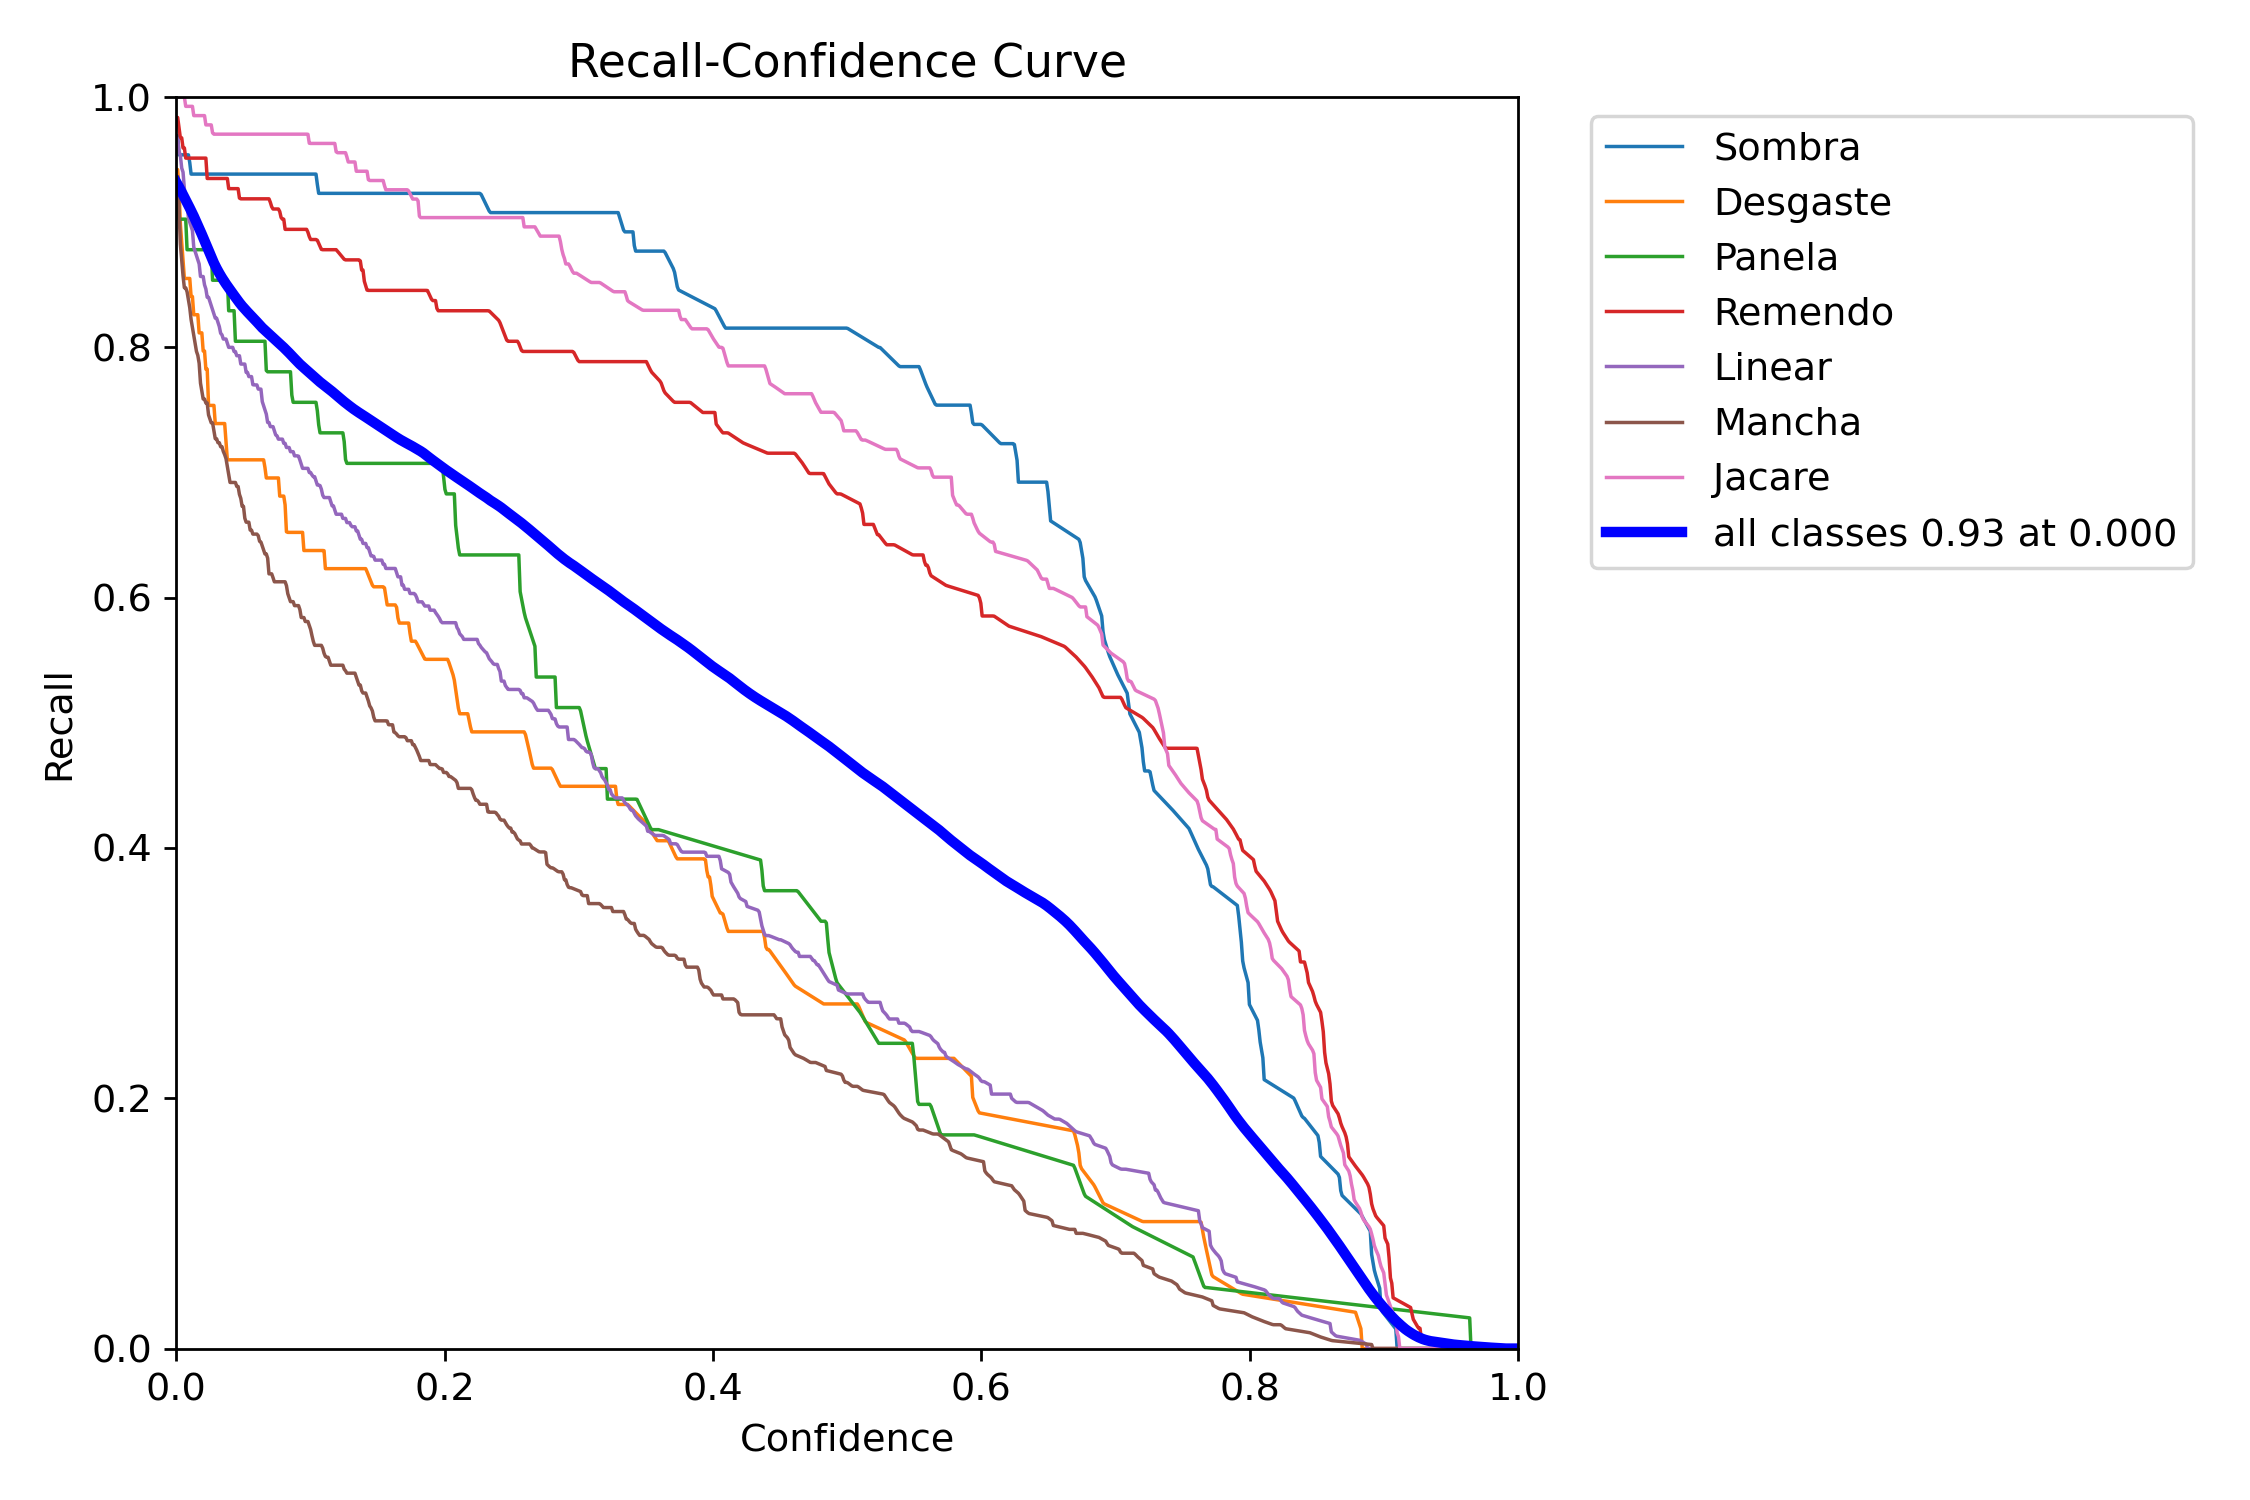 Recall-Confidence Curve
1.0
0.8
0.6
0.4
0.2
0.0
Recall
0.0 0.2 0.4 0.6 0.8 1.0
Confidence
Sombra
Desgaste
Panela
Remendo
Linear
Mancha
Jacare
all classes 0.93 at 0.000